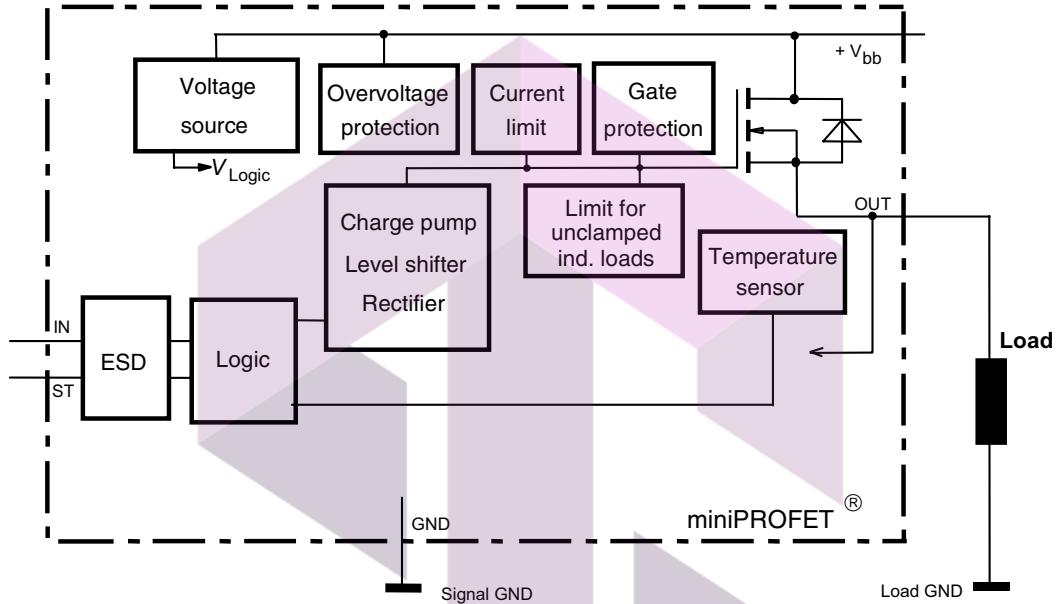 + V bb
Voltage
source
V Logic
Overvoltage
protection
Current
limit
Gate
protection
OUT
Charge pump
Level shifter
Rectifier
Limit for
unclamped
ind. loads
Temperature
sensor
IN
ST
ESD
Logic
Load
GND
miniPROFET ®
Signal GND
Load GND